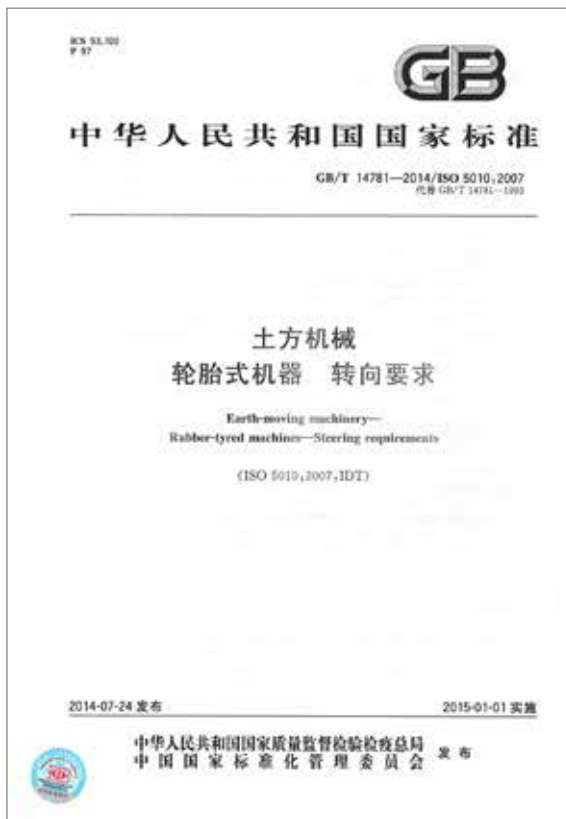 ICS 53.100
P 97
GB
中华人民共和国国家标准
GB/T 14781—2014/ISO 5010:2007
代替 GB/T 14781—1993
土方机械
轮胎式机器 转向要求
Earth-moving machinery—
Rubber-tyred machines—Steering requirements
(ISO 5010:2007,IDT)
2014-07-24 发布
2015-01-01 实施
中华人民共和国国家质量监督检验检疫总局
中国国家标准化管理委员会
发布